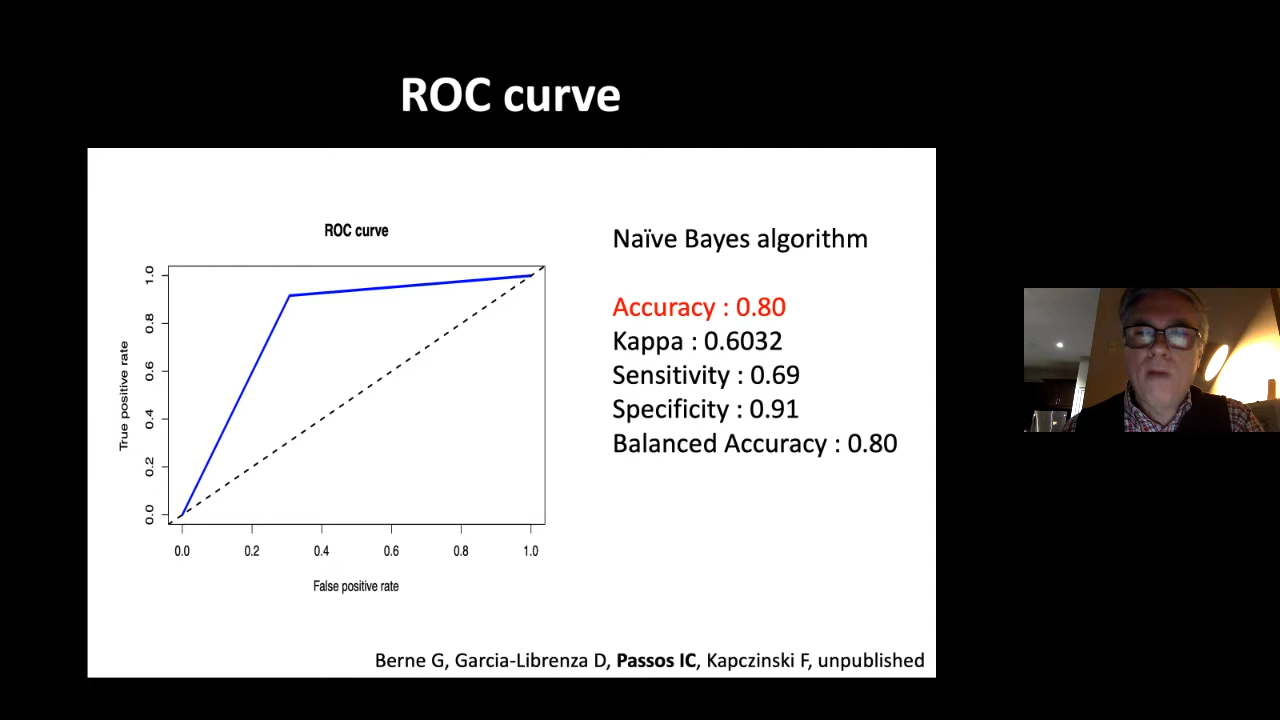 ROC curve
ROC curve
True positive rate
1.0
0.8
0.6
0.4
0.2
0.0
0.0 0.2 0.4 0.6 0.8 1.0
False positive rate
Naïve Bayes algorithm
Accuracy : 0.80
Kappa : 0.6032
Sensitivity : 0.69
Specificity : 0.91
Balanced Accuracy : 0.80
Berne G, Garcia-Librenza D, Passos IC, Kapczinski F, unpublished